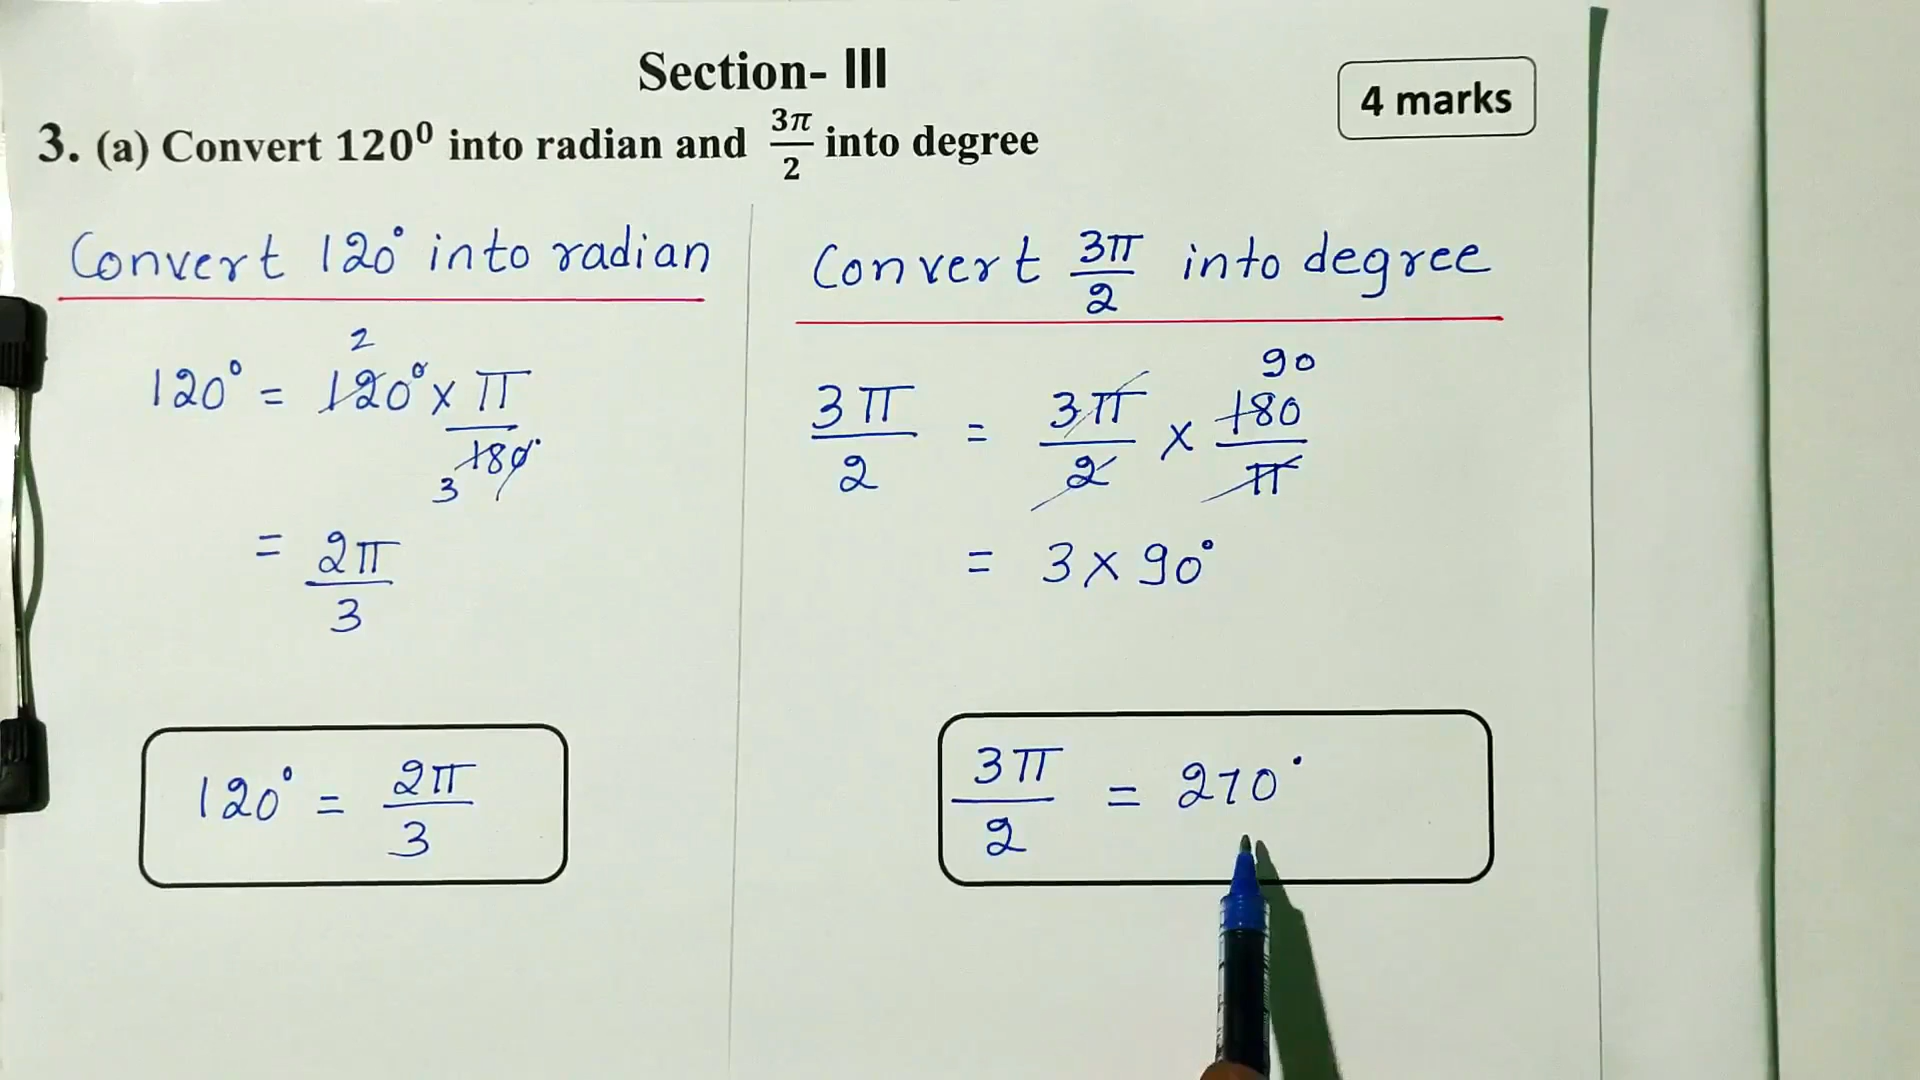 Section- III
4 marks
3. (a) Convert 120⁰ into radian and 3π/2 into degree
Convert 120° into radian
120° = 120° × π/180°
2
3
= 2π/3
120° = 2π/3
Convert 3π/2 into degree
90
3π/2 = 3π/2 × 180/π
= 3 × 90°
3π/2 = 270°